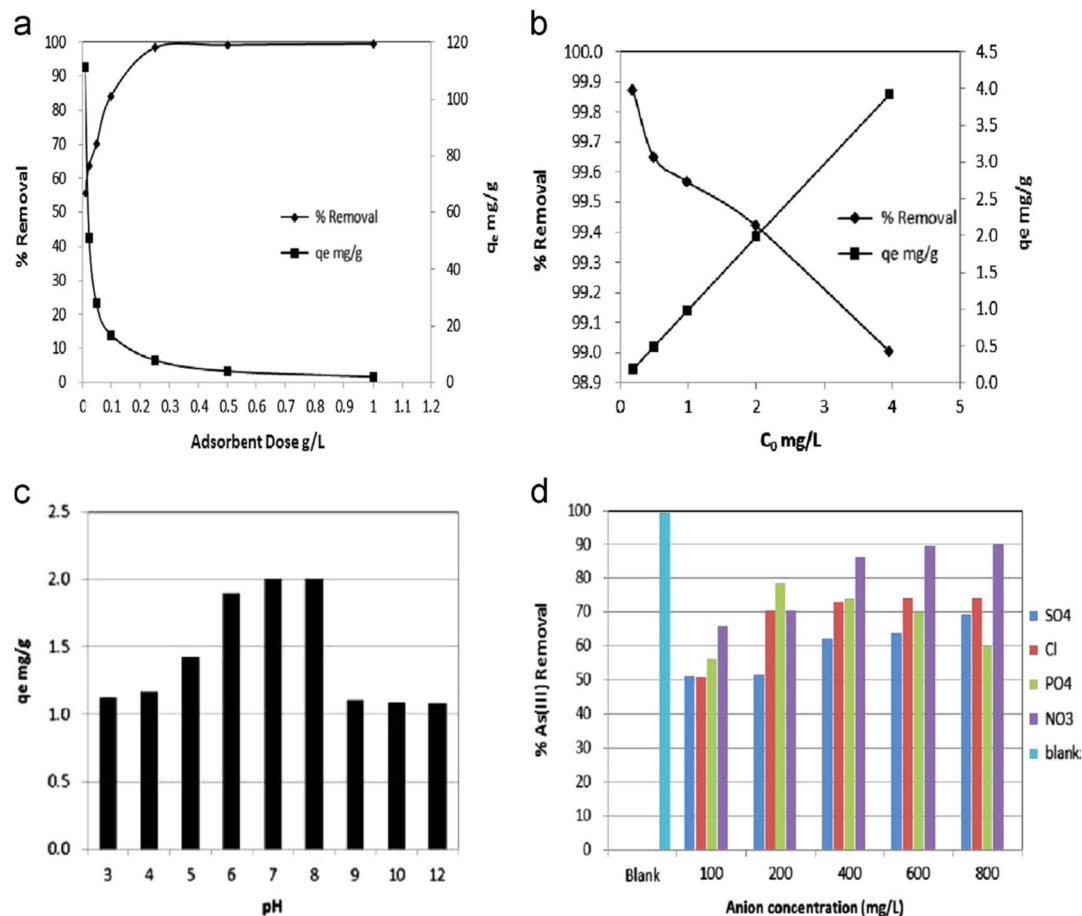 a
100
90
80
70
60
50
40
30
20
10
0
% Removal
120
100
80
60
40
20
0
qe mg/g
% Removal
qe mg/g
0 0.1 0.2 0.3 0.4 0.5 0.6 0.7 0.8 0.9 1 1.1 1.2
Adsorbent Dose g/L
b
100.0
99.9
99.8
99.7
99.6
99.5
99.4
99.3
99.2
99.1
99.0
98.9
% Removal
4.5
4.0
3.5
3.0
2.5
2.0
1.5
1.0
0.5
0.0
qe mg/g
% Removal
qe mg/g
0 1 2 3 4 5
C0 mg/L
c
2.5
2.0
1.5
1.0
0.5
0.0
qe mg/g
3 4 5 6 7 8 9 10 12
pH
d
100
90
80
70
60
50
40
30
20
10
0
% As(III) Removal
SO4
Cl
PO4
NO3
blank
Blank 100 200 400 600 800
Anion concentration (mg/L)